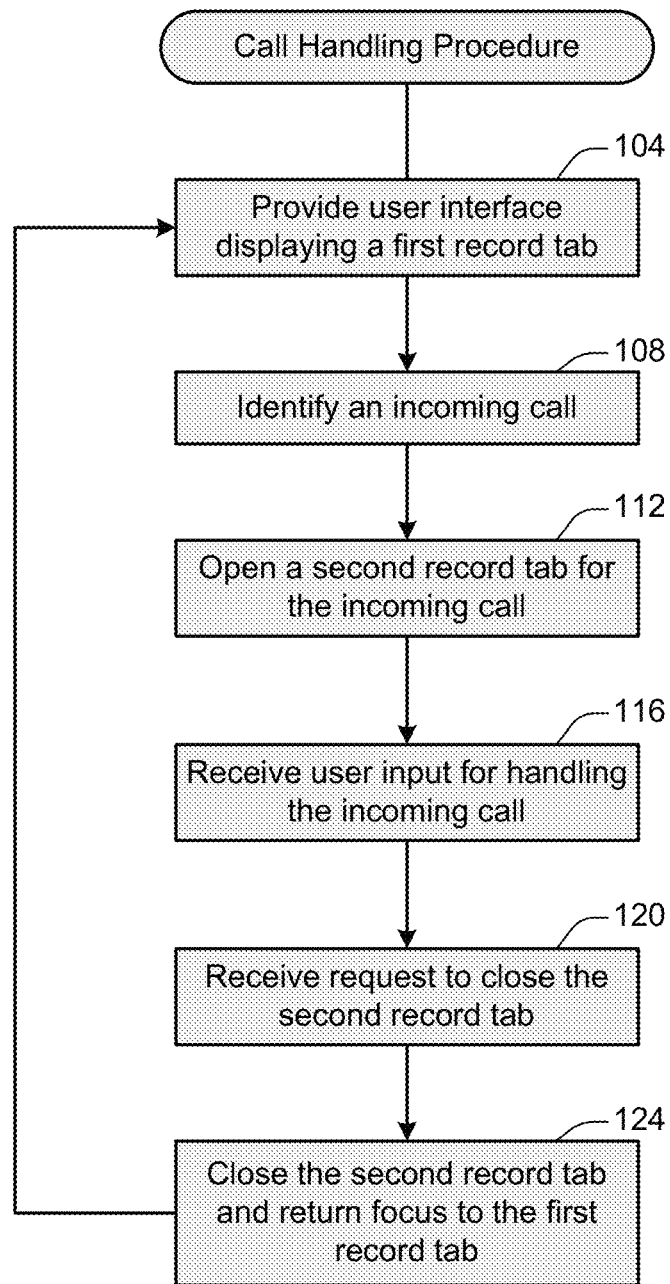 Call Handling Procedure
104
Provide user interface
displaying a first record tab
108
Identify an incoming call
112
Open a second record tab for
the incoming call
116
Receive user input for handling
the incoming call
120
Receive request to close the
second record tab
124
Close the second record tab
and return focus to the first
record tab